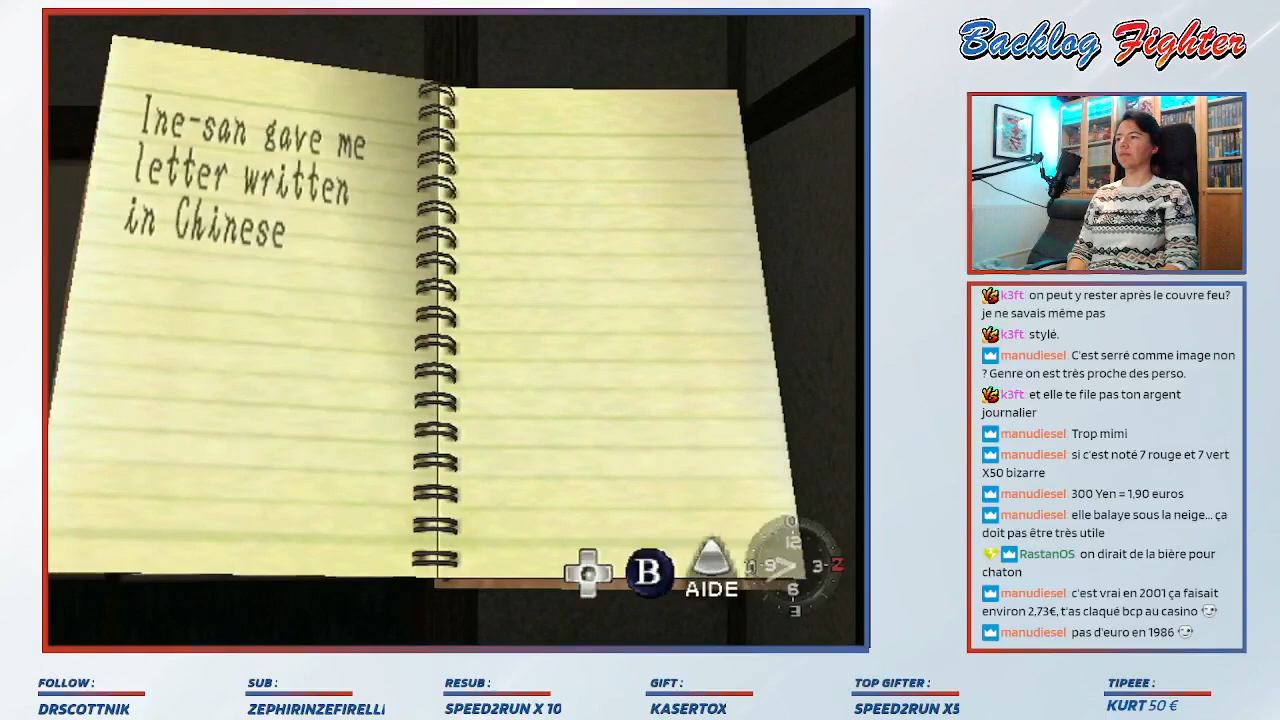 Backlog Fighter
Ine-san gave me
letter written
in Chinese
B
AIDE
12
3
6
9
k3ft: on peut y rester après le couvre feu?
je ne savais même pas
k3ft: stylé.
manudiesel: C'est serré comme image non
? Genre on est très proche des perso.
k3ft: et elle te file pas ton argent
journalier
manudiesel: Trop mimi
manudiesel: si c'est noté 7 rouge et 7 vert
X50 bizarre
manudiesel: 300 Yen = 1,90 euros
manudiesel: elle balaye sous la neige... ça
doit pas être très utile
RastanOS: on dirait de la bière pour
chaton
manudiesel: c'est vrai en 2001 ça faisait
environ 2,73€, t'as claqué bcp au casino
manudiesel: pas d'euro en 1986
FOLLOW :
DRSCOTTNIK
SUB :
ZEPHIRINZEFIRELLI
RESUB :
SPEED2RUN X 10
GIFT :
KASERTOX
TOP GIFTER :
SPEED2RUN X5
TIPEEE :
KURT 50 €